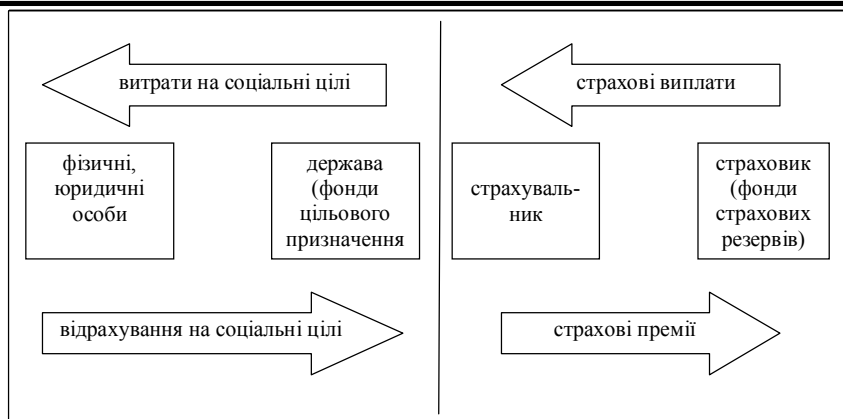 витрати на соціальні цілі
страхові виплати
фізичні,
юридичні
особи
держава
(фонди
цільового
призначення
страхуваль-
ник
страховик
(фонди
страхових
резервів)
відрахування на соціальні цілі
страхові премії